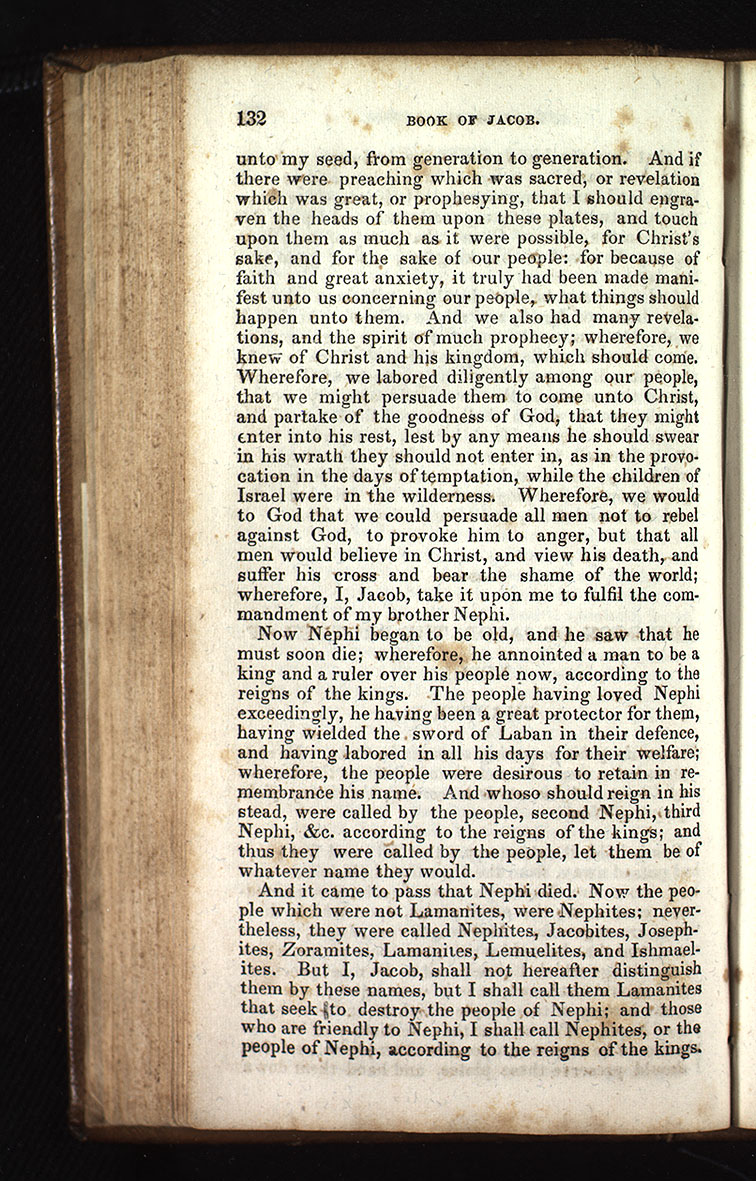 132 BOOK OF JACOB.
unto my seed, from generation to generation. And if
there were preaching which was sacred, or revelation
which was great, or prophesying, that I should engra-
ven the heads of them upon these plates, and touch
upon them as much as it were possible, for Christ's
sake, and for the sake of our people: for because of
faith and great anxiety, it truly had been made mani-
fest unto us concerning our people, what things should
happen unto them. And we also had many revela-
tions, and the spirit of much prophecy; wherefore, we
knew of Christ and his kingdom, which should come.
Wherefore, we labored diligently among our people,
that we might persuade them to come unto Christ,
and partake of the goodness of God, that they might
enter into his rest, lest by any means he should swear
in his wrath they should not enter in, as in the provo-
cation in the days of temptation, while the children of
Israel were in the wilderness. Wherefore, we would
to God that we could persuade all men not to rebel
against God, to provoke him to anger, but that all
men would believe in Christ, and view his death, and
suffer his cross and bear the shame of the world;
wherefore, I, Jacob, take it upon me to fulfil the com-
mandment of my brother Nephi.
Now Nephi began to be old, and he saw that he
must soon die; wherefore, he annointed a man to be a
king and a ruler over his people now, according to the
reigns of the kings. The people having loved Nephi
exceedingly, he having been a great protector for them,
having wielded the sword of Laban in their defence,
and having labored in all his days for their welfare;
wherefore, the people were desirous to retain in re-
membrance his name. And whoso should reign in his
stead, were called by the people, second Nephi, third
Nephi, &c. according to the reigns of the kings; and
thus they were called by the people, let them be of
whatever name they would.
And it came to pass that Nephi died. Now the peo-
ple which were not Lamanites, were Nephites; never-
theless, they were called Nephites, Jacobites, Joseph-
ites, Zoramites, Lamanites, Lemuelites, and Ishmael-
ites. But I, Jacob, shall not hereafter distinguish
them by these names, but I shall call them Lamanites
that seek to destroy the people of Nephi; and those
who are friendly to Nephi, I shall call Nephites, or the
people of Nephi, according to the reigns of the kings.